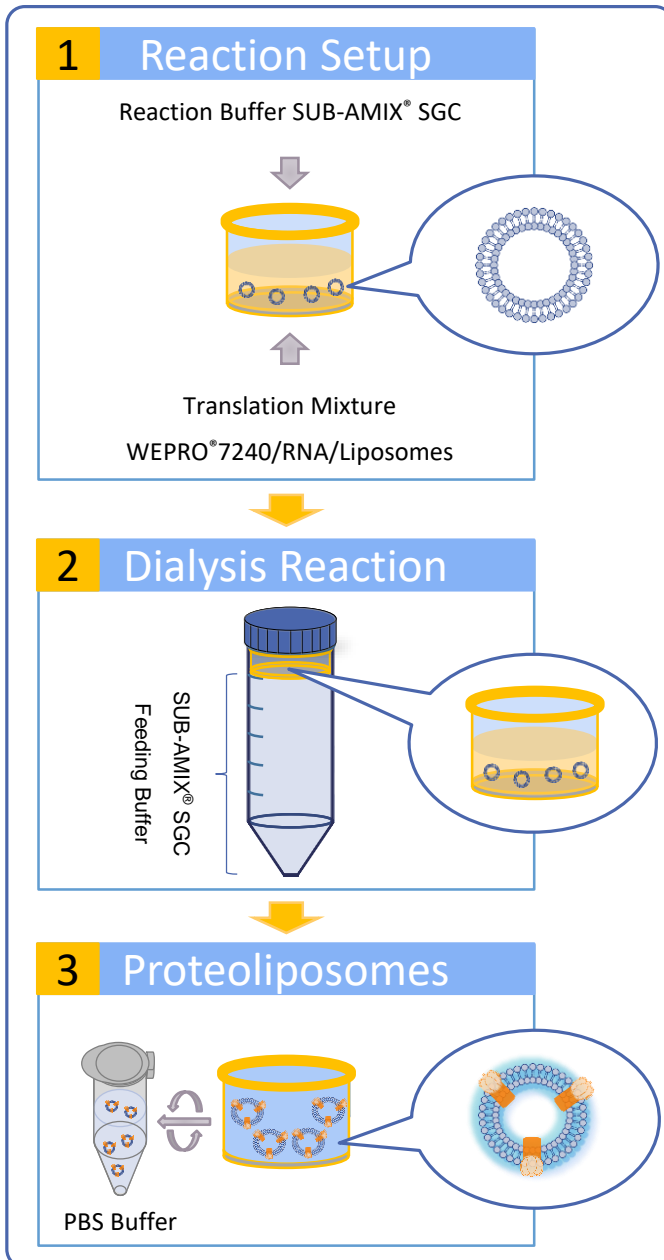 1 Reaction Setup
Reaction Buffer SUB-AMIX® SGC
Translation Mixture
WEPRO®7240/RNA/Liposomes
2 Dialysis Reaction
SUB-AMIX® SGC
Feeding Buffer
3 Proteoliposomes
PBS Buffer